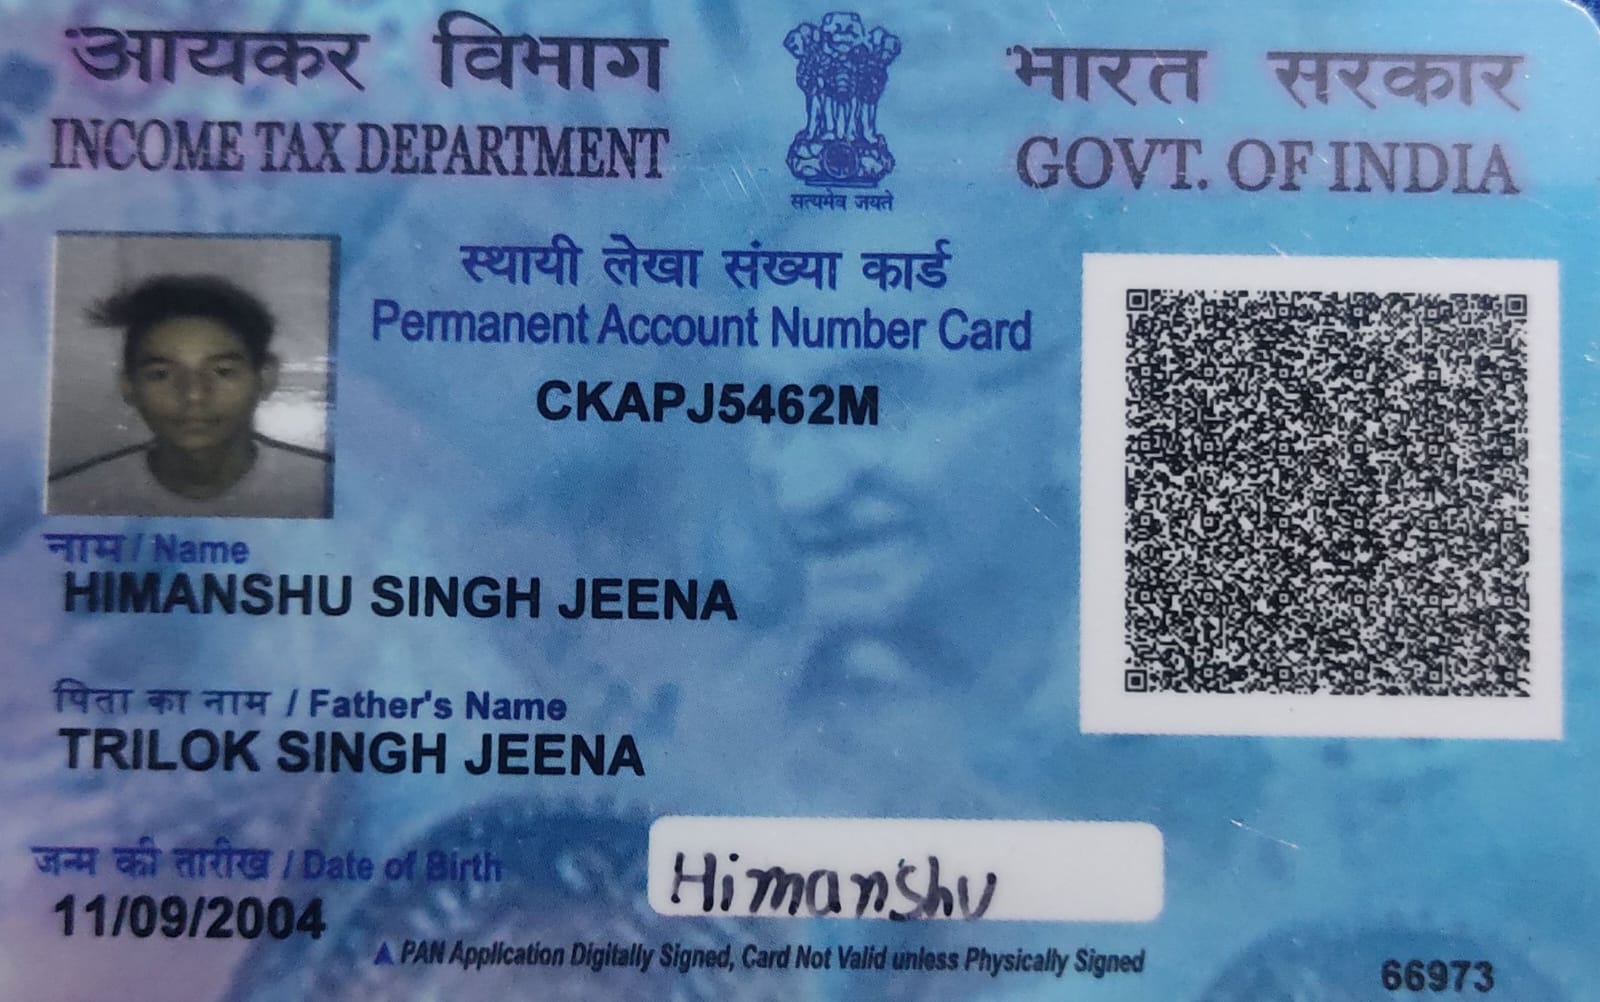 आयकर विभाग
INCOME TAX DEPARTMENT
सत्यमेव जयते
भारत सरकार
GOVT. OF INDIA
स्थायी लेखा संख्या कार्ड
Permanent Account Number Card
CKAPJ5462M
नाम / Name
HIMANSHU SINGH JEENA
पिता का नाम / Father's Name
TRILOK SINGH JEENA
जन्म की तारीख / Date of Birth
11/09/2004
Himanshu
PAN Application Digitally Signed, Card Not Valid unless Physically Signed
66973